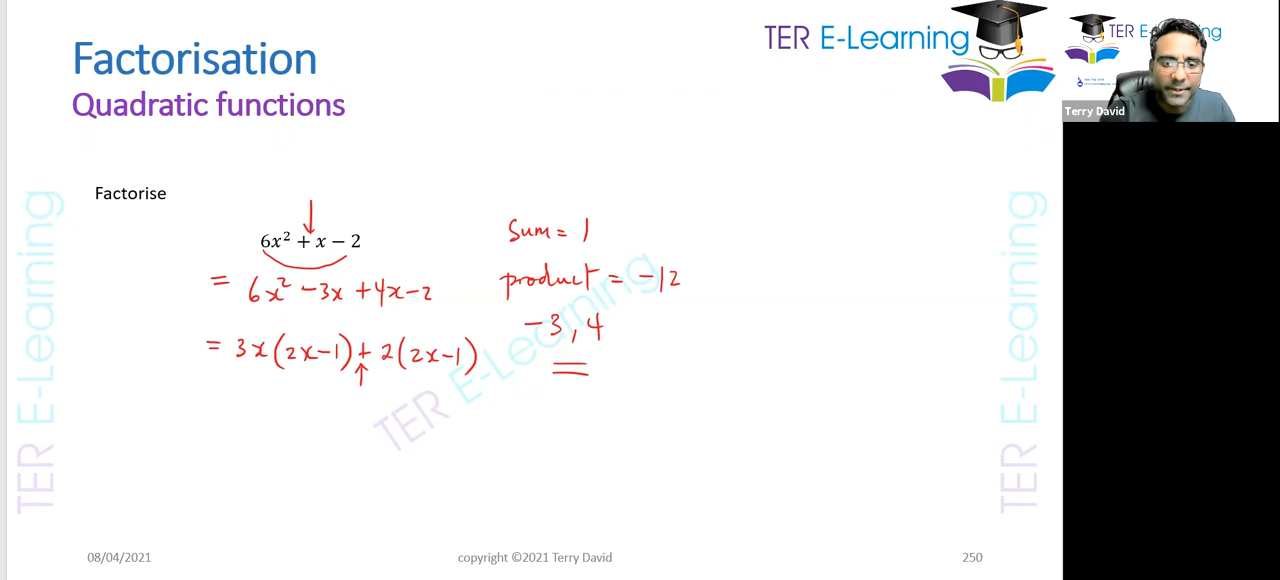 Factorisation
Quadratic functions
TER E-Learning
TER E-Learning
Terry David
Factorise
6x² + x − 2
= 6x² − 3x + 4x − 2
= 3x(2x−1) + 2(2x−1)
Sum = 1
product = −12
−3, 4
TER E-Learning
TER E-Learning
TER E-Learning
08/04/2021
copyright ©2021 Terry David
250